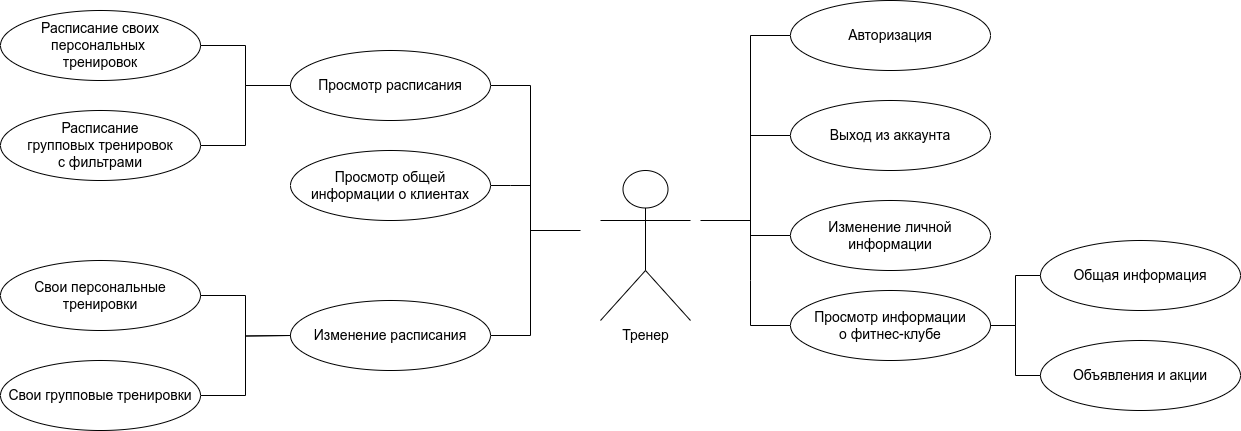 Расписание своих
персональных
тренировок
Расписание
групповых тренировок
с фильтрами
Просмотр расписания
Просмотр общей
информации о клиентах
Свои персональные
тренировки
Свои групповые тренировки
Изменение расписания
Тренер
Авторизация
Выход из аккаунта
Изменение личной
информации
Просмотр информации
о фитнес-клубе
Общая информация
Объявления и акции